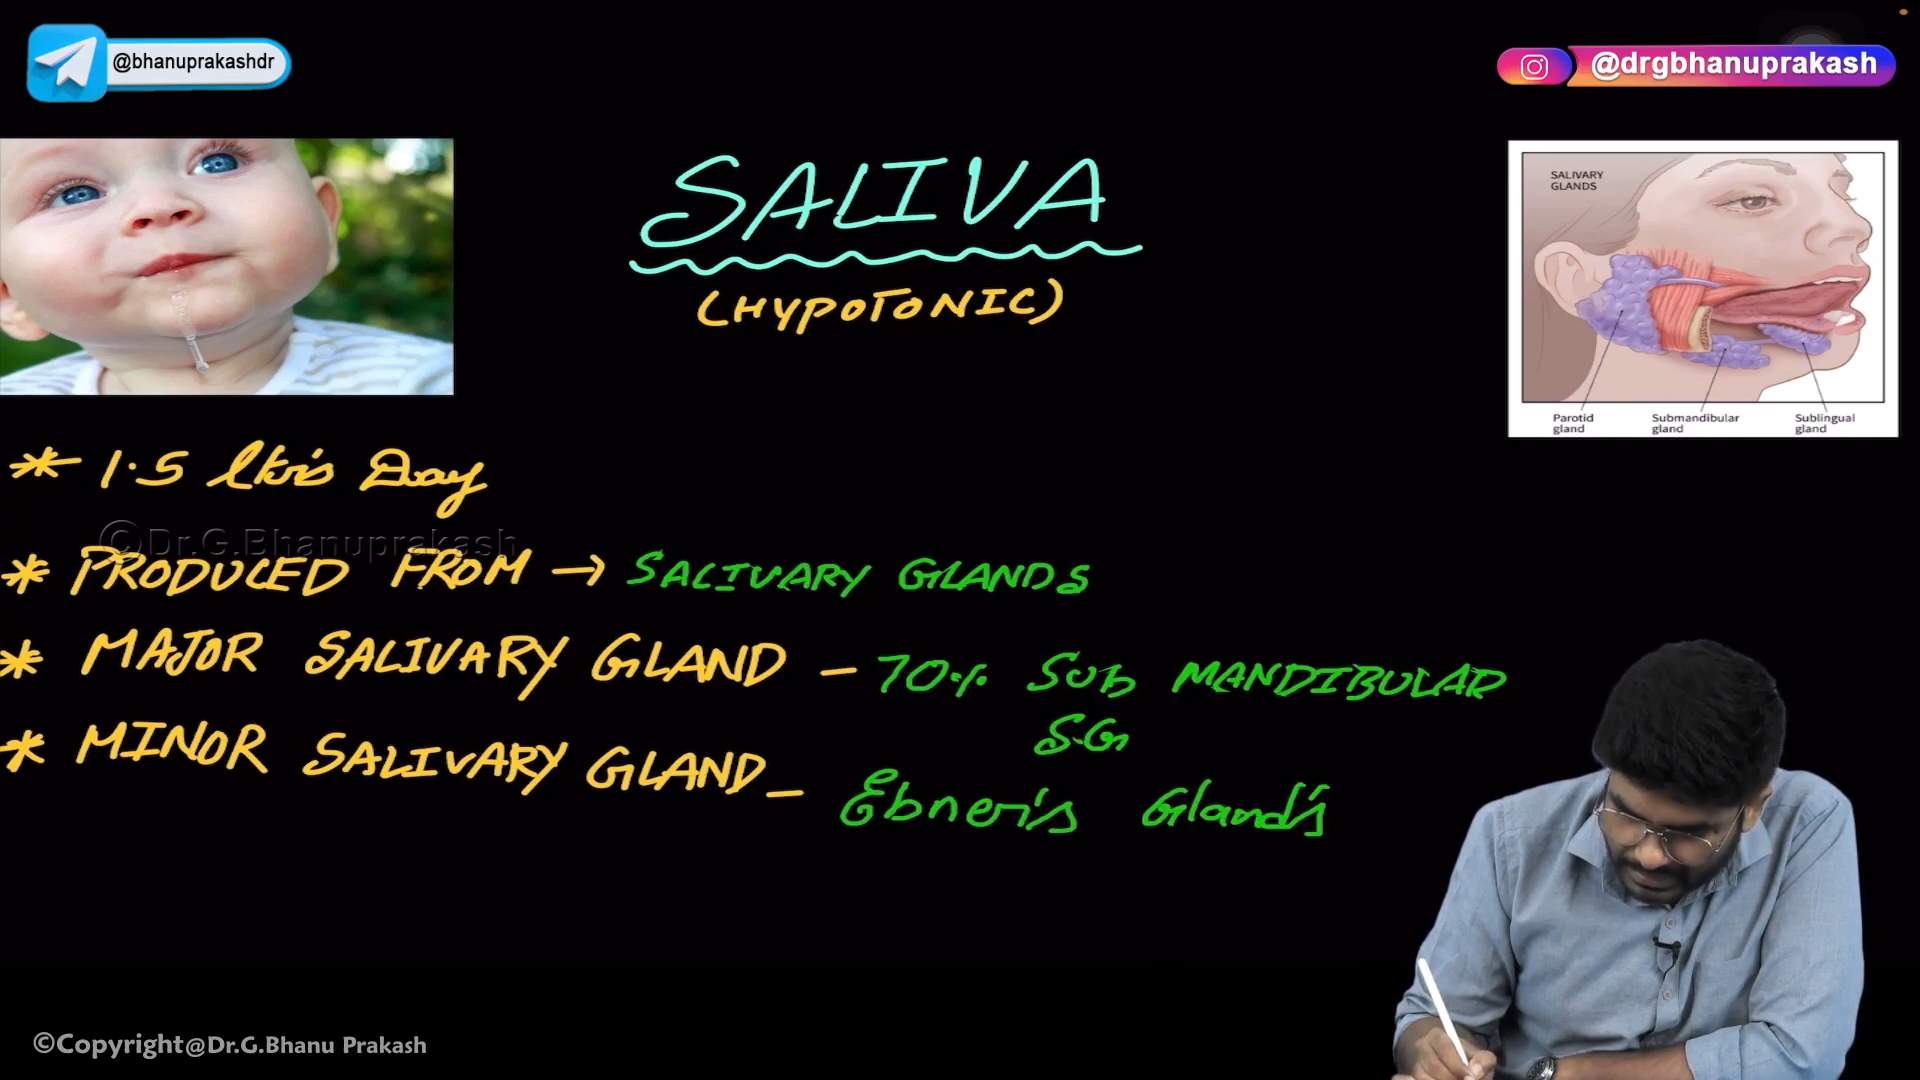 @bhanuprakashdr
@drgbhanuprakash
SALIVA
(HYPOTONIC)
SALIVARY
GLANDS
Parotid
gland
Submandibular
gland
Sublingual
gland
* 1.5 ltrs Day
©Dr.G.Bhanuprakash
* PRODUCED FROM → SALIVARY GLANDS
* MAJOR SALIVARY GLAND - 70% SUb MANDIBULAR
S.G
* MINOR SALIVARY GLAND - Ebner's Gland's
©Copyright@Dr.G.Bhanu Prakash